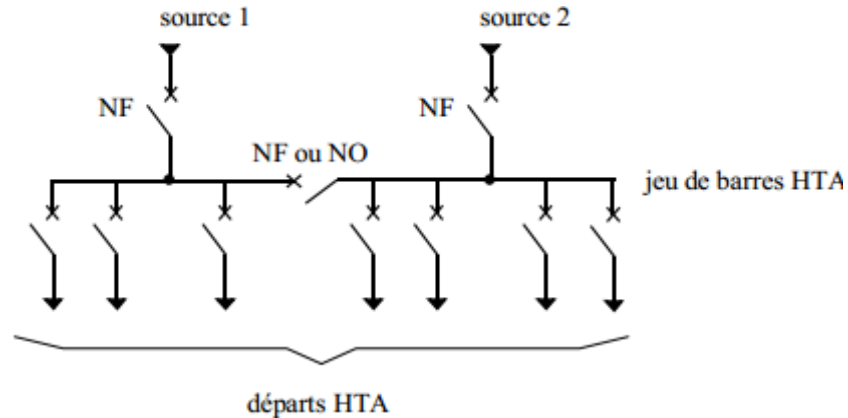 source 1
source 2
NF
NF
NF ou NO
jeu de barres HTA
départs HTA